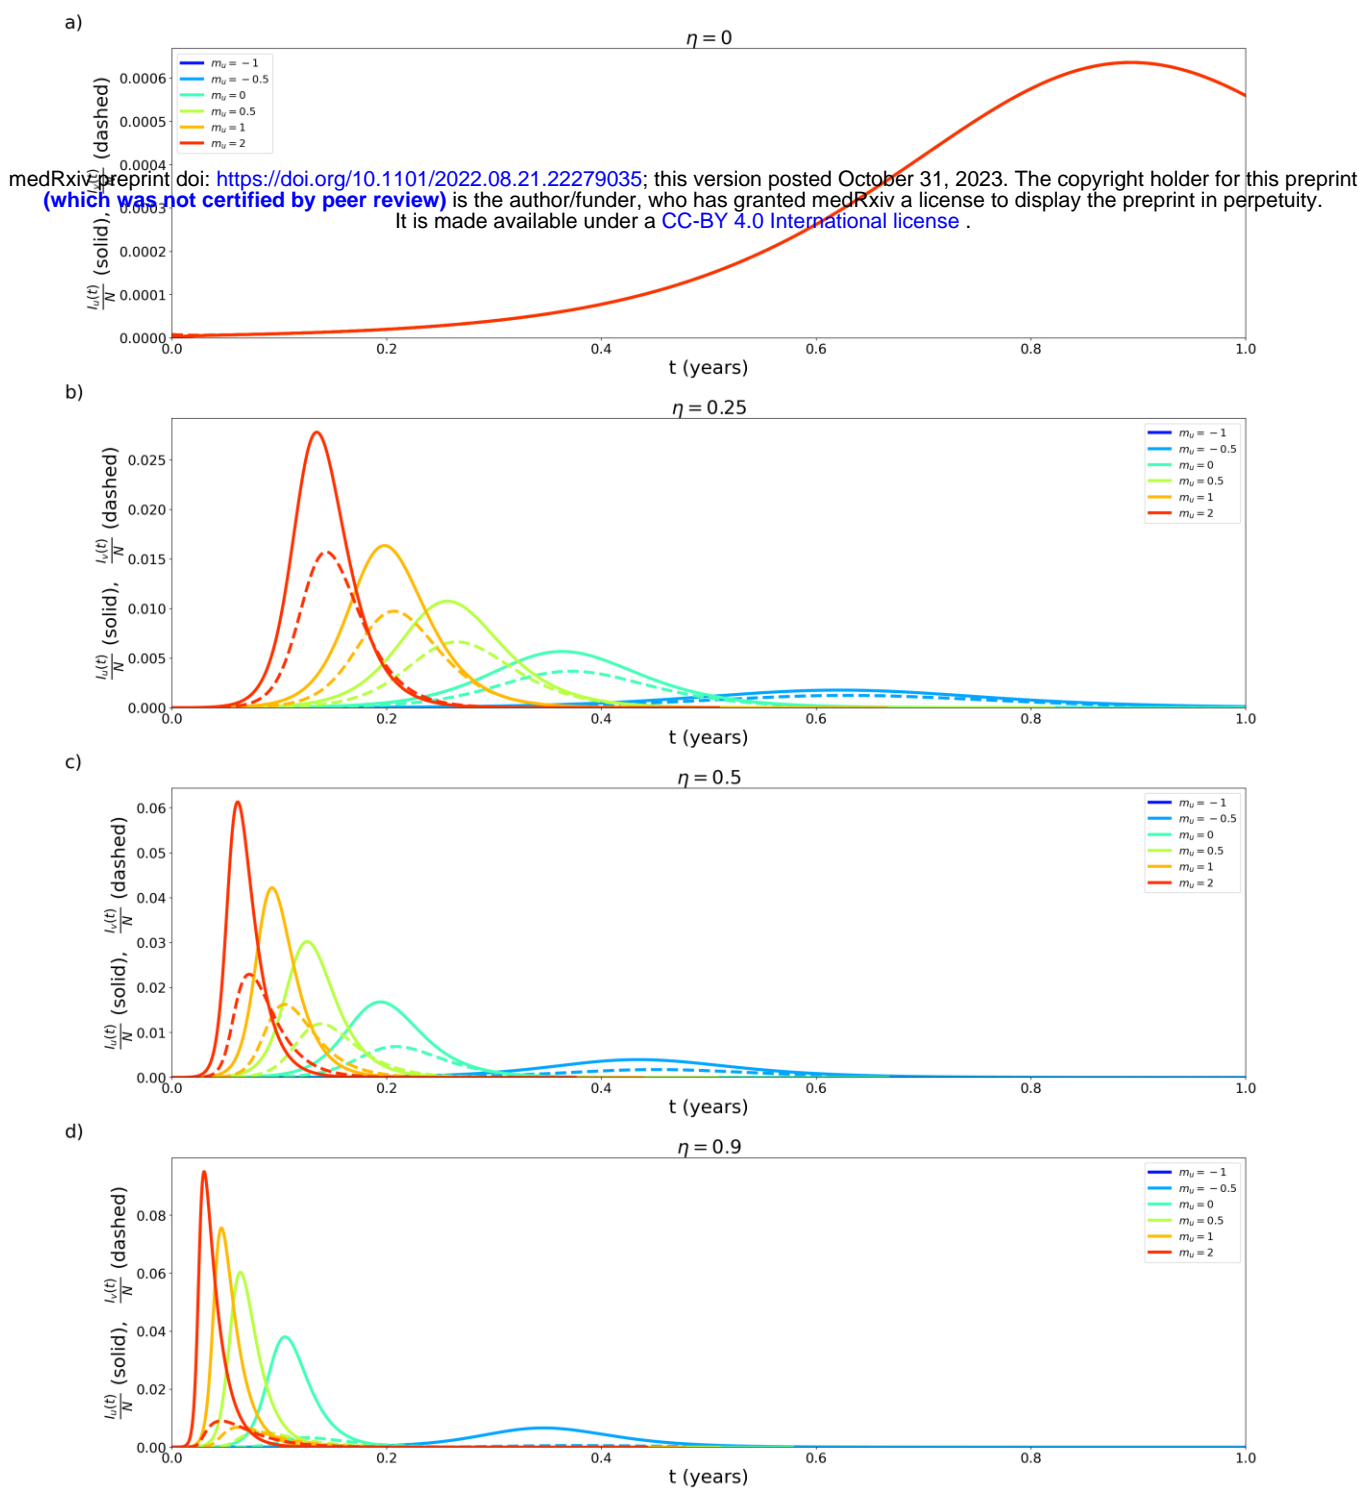 a)
η = 0
m_u = −1
m_u = −0.5
m_u = 0
m_u = 0.5
m_u = 1
m_u = 2
I_u(t)/N (solid), I_v(t)/N (dashed)
0.0006
0.0005
0.0004
0.0003
0.0002
0.0001
0.0000
0.0 0.2 0.4 0.6 0.8 1.0
t (years)
medRxiv preprint doi: https://doi.org/10.1101/2022.08.21.22279035; this version posted October 31, 2023. The copyright holder for this preprint
(which was not certified by peer review) is the author/funder, who has granted medRxiv a license to display the preprint in perpetuity.
It is made available under a CC-BY 4.0 International license .
b)
η = 0.25
m_u = −1
m_u = −0.5
m_u = 0
m_u = 0.5
m_u = 1
m_u = 2
I_u(t)/N (solid), I_v(t)/N (dashed)
0.025
0.020
0.015
0.010
0.005
0.000
0.0 0.2 0.4 0.6 0.8 1.0
t (years)
c)
η = 0.5
m_u = −1
m_u = −0.5
m_u = 0
m_u = 0.5
m_u = 1
m_u = 2
I_u(t)/N (solid), I_v(t)/N (dashed)
0.06
0.05
0.04
0.03
0.02
0.01
0.00
0.0 0.2 0.4 0.6 0.8 1.0
t (years)
d)
η = 0.9
m_u = −1
m_u = −0.5
m_u = 0
m_u = 0.5
m_u = 1
m_u = 2
I_u(t)/N (solid), I_v(t)/N (dashed)
0.08
0.06
0.04
0.02
0.00
0.0 0.2 0.4 0.6 0.8 1.0
t (years)